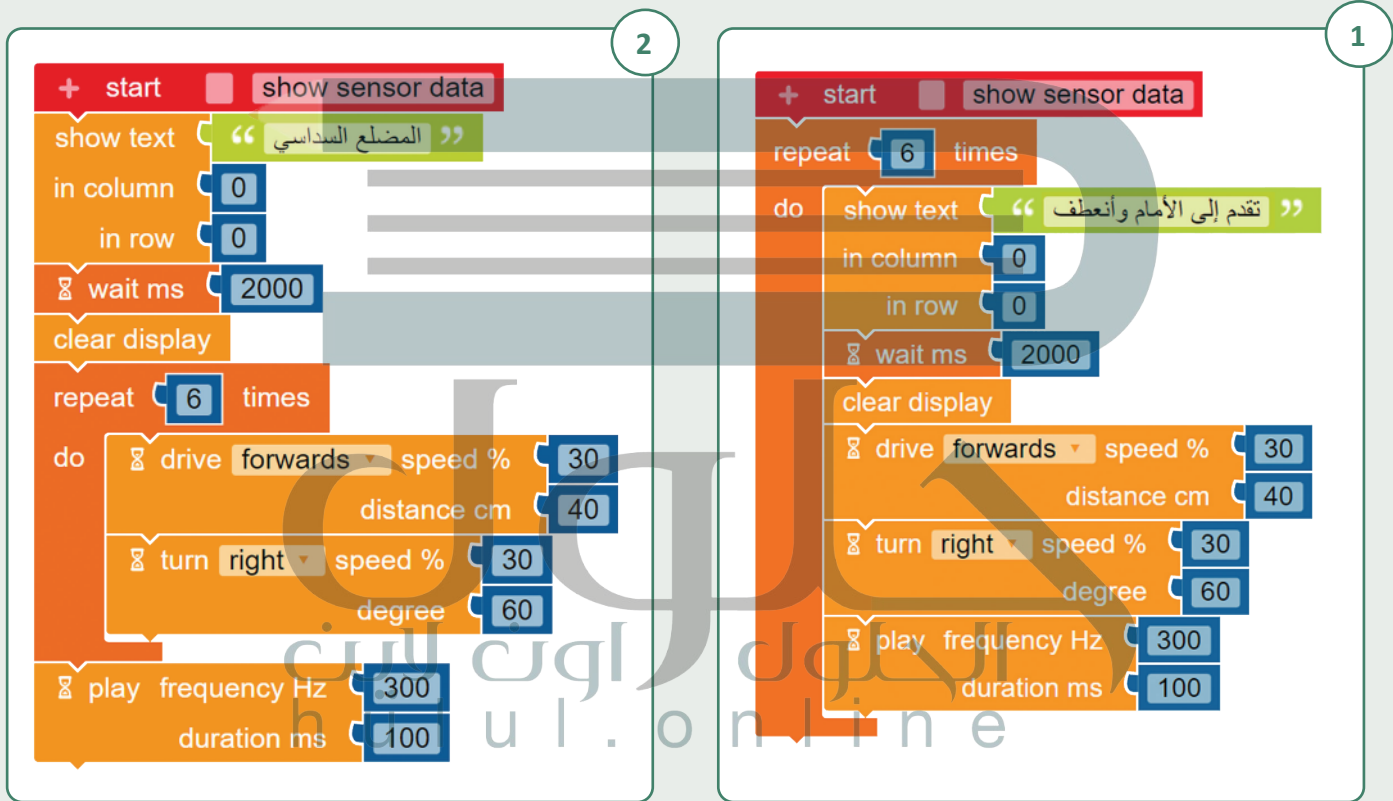 2
+ start show sensor data
show text “ المضلع السداسي ”
in column 0
in row 0
wait ms 2000
clear display
repeat 6 times
do drive forwards speed % 30
distance cm 40
turn right speed % 30
degree 60
play frequency Hz 300
duration ms 100
1
+ start show sensor data
repeat 6 times
do show text “ تقدم إلى الأمام وأنعطف ”
in column 0
in row 0
wait ms 2000
clear display
drive forwards speed % 30
distance cm 40
turn right speed % 30
degree 60
play frequency Hz 300
duration ms 100
حلول
الحلول اون لاين
hulul.online